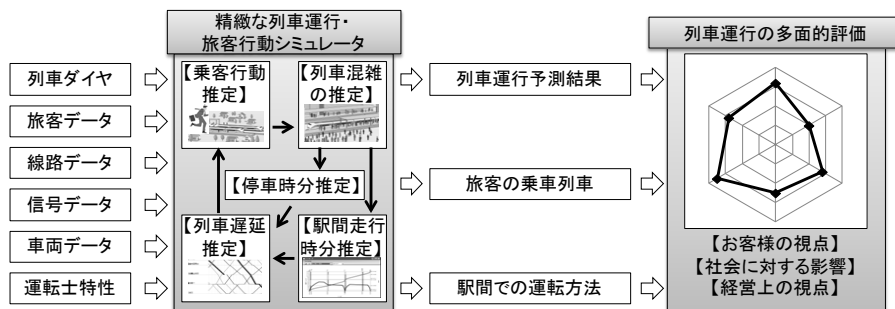 精緻な列車運行・
旅客行動シミュレータ
列車ダイヤ
旅客データ
線路データ
信号データ
車両データ
運転士特性
【乗客行動
推定】
【列車混雑
の推定】
【停車時分推定】
【列車遅延
推定】
【駅間走行
時分推定】
列車運行予測結果
旅客の乗車列車
駅間での運転方法
列車運行の多面的評価
【お客様の視点】
【社会に対する影響】
【経営上の視点】